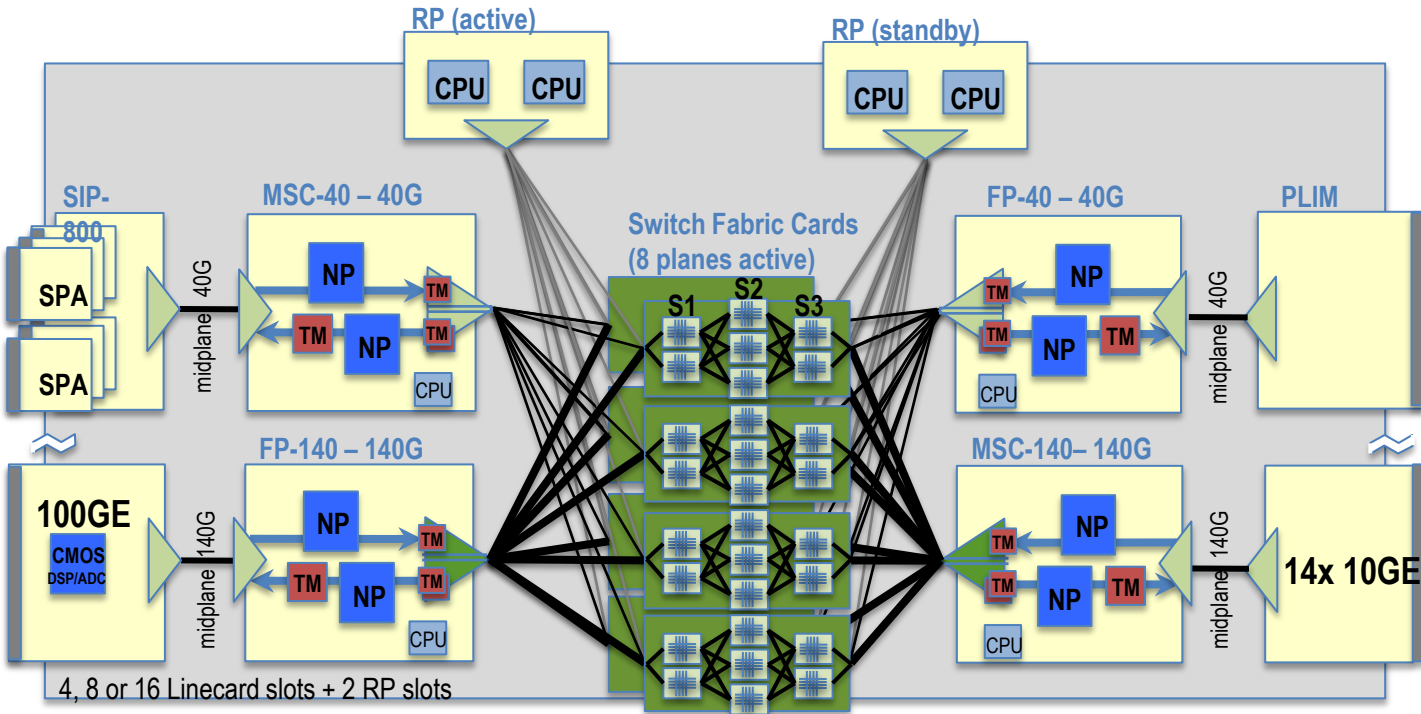 RP (active)
CPU
CPU
RP (standby)
CPU
CPU
SIP-
800
SPA
SPA
midplane 40G
MSC-40 – 40G
NP
TM
TM
NP
TM
CPU
Switch Fabric Cards
(8 planes active)
S1
S2
S3
FP-40 – 40G
TM
NP
TM
NP
TM
CPU
midplane 40G
PLIM
100GE
CMOS
DSP/ADC
midplane 140G
FP-140 – 140G
NP
TM
TM
NP
TM
CPU
MSC-140– 140G
TM
NP
TM
NP
TM
CPU
midplane 140G
14x 10GE
4, 8 or 16 Linecard slots + 2 RP slots